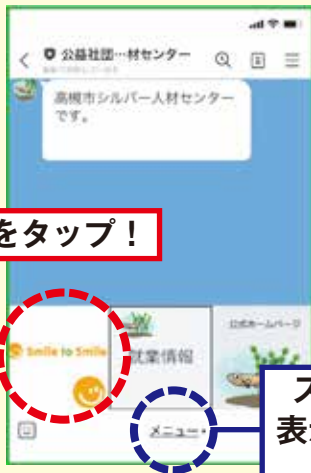 公益社団…材センター
高槻市シルバー人材センター
です。
をタップ！
Smile to Smile
就業情報
公式ホームページ
メニュー
ス
表